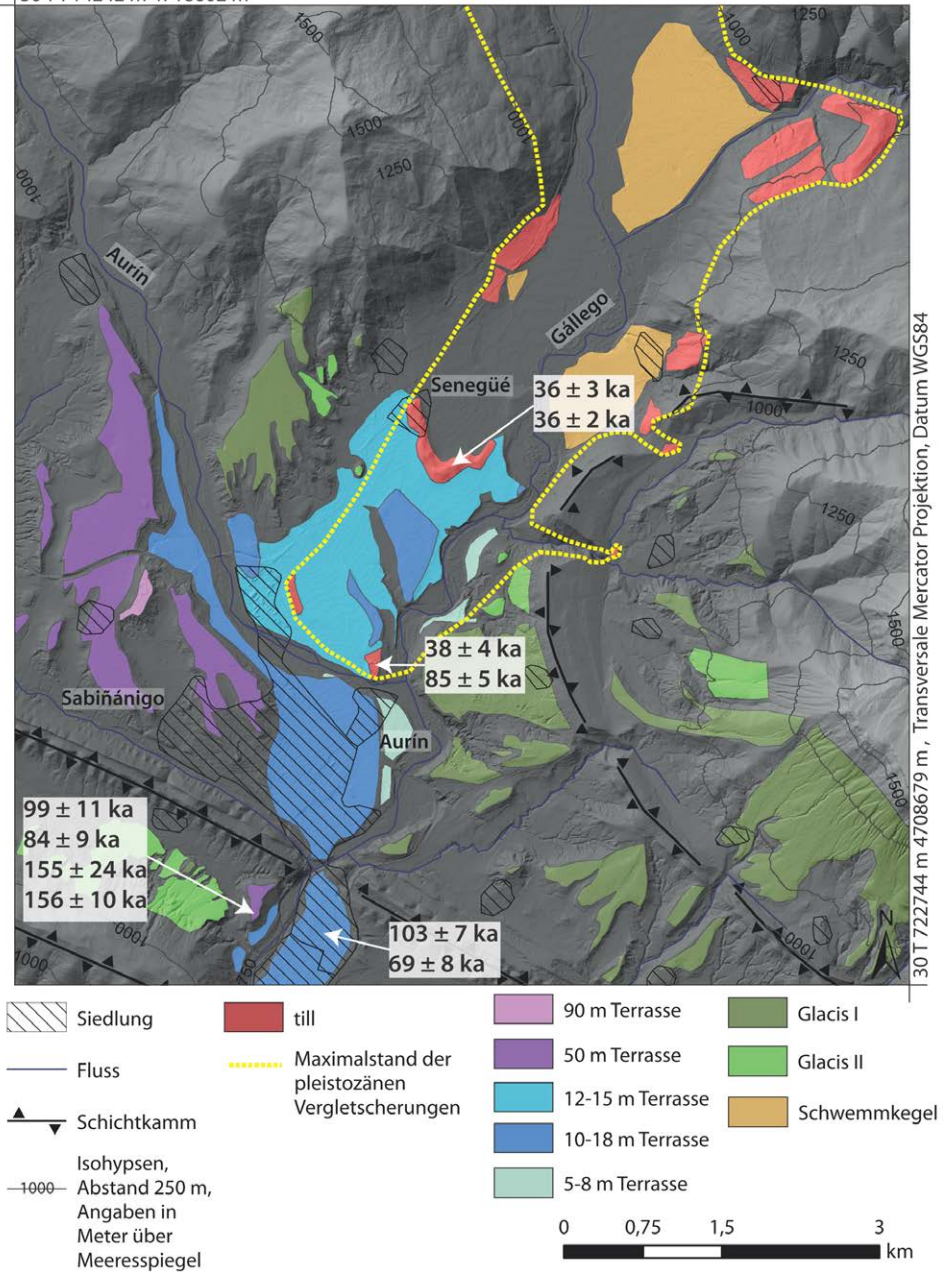 1500
1000
1250
1000
1500
1250
1000
Aurín
Gállego
30 T 722744 m 4708679 m , Transversale Mercator Projektion, Datum WGS84
1250
Senegüé
36 ± 3 ka
36 ± 2 ka
1000
1250
1500
38 ± 4 ka
85 ± 5 ka
Sabiñánigo
Aurín
1500
99 ± 11 ka
84 ± 9 ka
155 ± 24 ka
156 ± 10 ka
103 ± 7 ka
69 ± 8 ka
1000
1000
1000
N
Siedlung
till
90 m Terrasse
Glacis I
Fluss
Maximalstand der
pleistozänen
Vergletscherungen
50 m Terrasse
Glacis II
Schichtkamm
12-15 m Terrasse
Schwemmkegel
10-18 m Terrasse
5-8 m Terrasse
1000
Isohypsen,
Abstand 250 m,
Angaben in
Meter über
Meeresspiegel
0 0,75 1,5 3
km